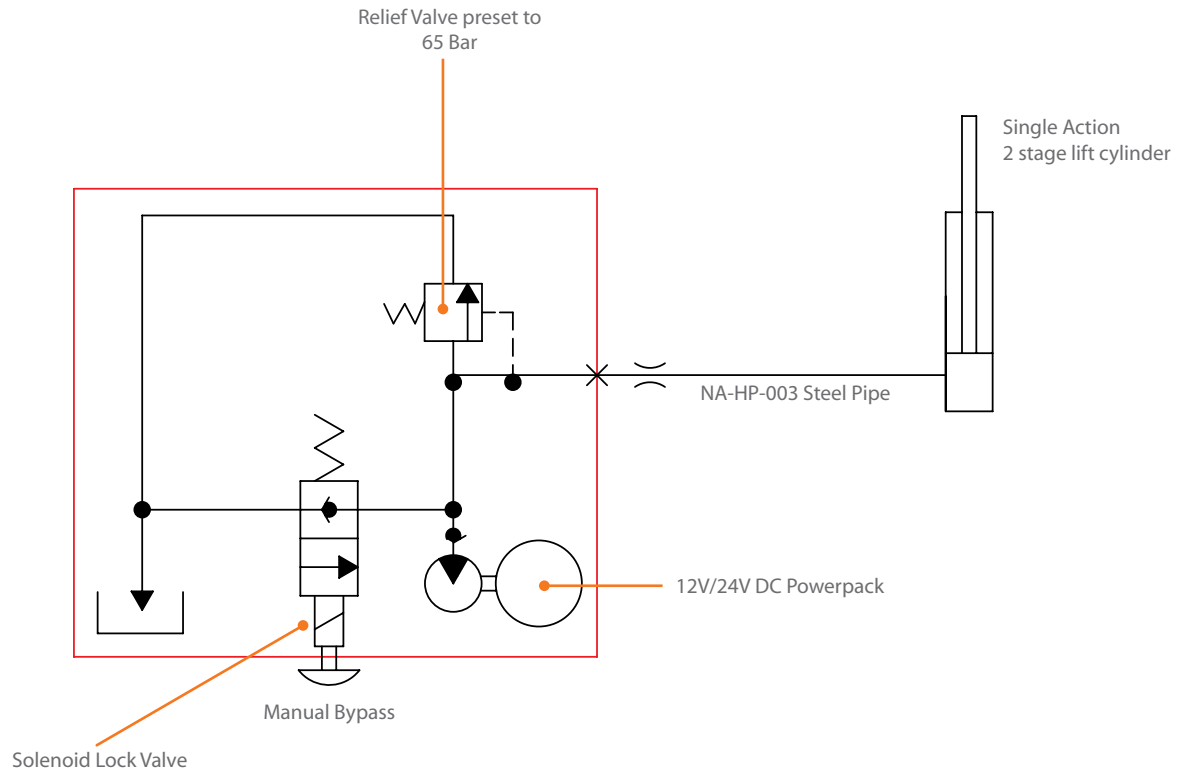 Relief Valve preset to
65 Bar
Single Action
2 stage lift cylinder
NA-HP-003 Steel Pipe
12V/24V DC Powerpack
Manual Bypass
Solenoid Lock Valve